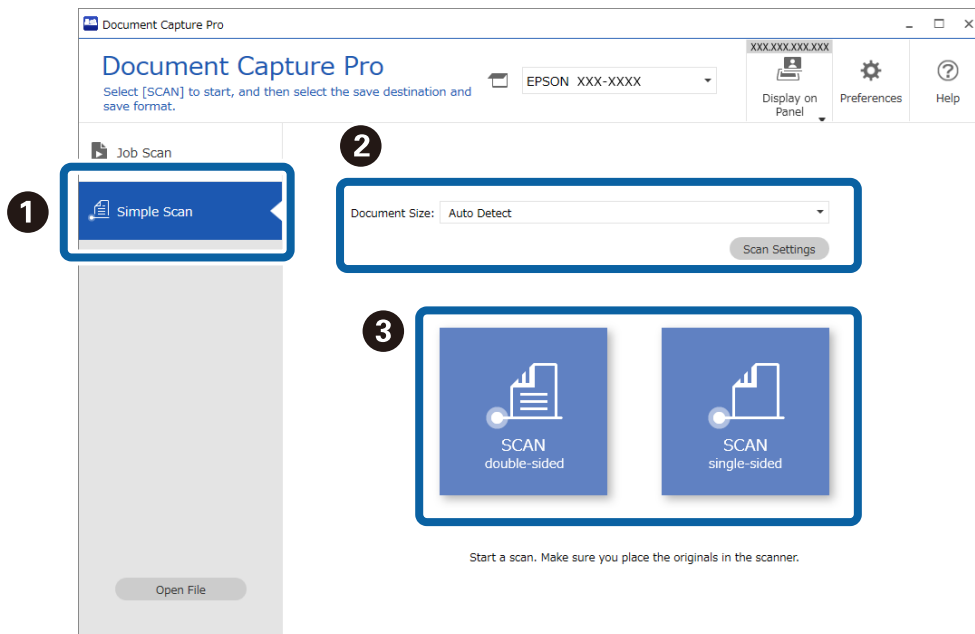 Document Capture Pro
Document Capture Pro
Select [SCAN] to start, and then select the save destination and
save format.
EPSON XXX-XXXX
XXX.XXX.XXX.XXX
Display on
Panel
Preferences
Help
Job Scan
1
Simple Scan
2
Document Size: Auto Detect
Scan Settings
3
SCAN
double-sided
SCAN
single-sided
Start a scan. Make sure you place the originals in the scanner.
Open File